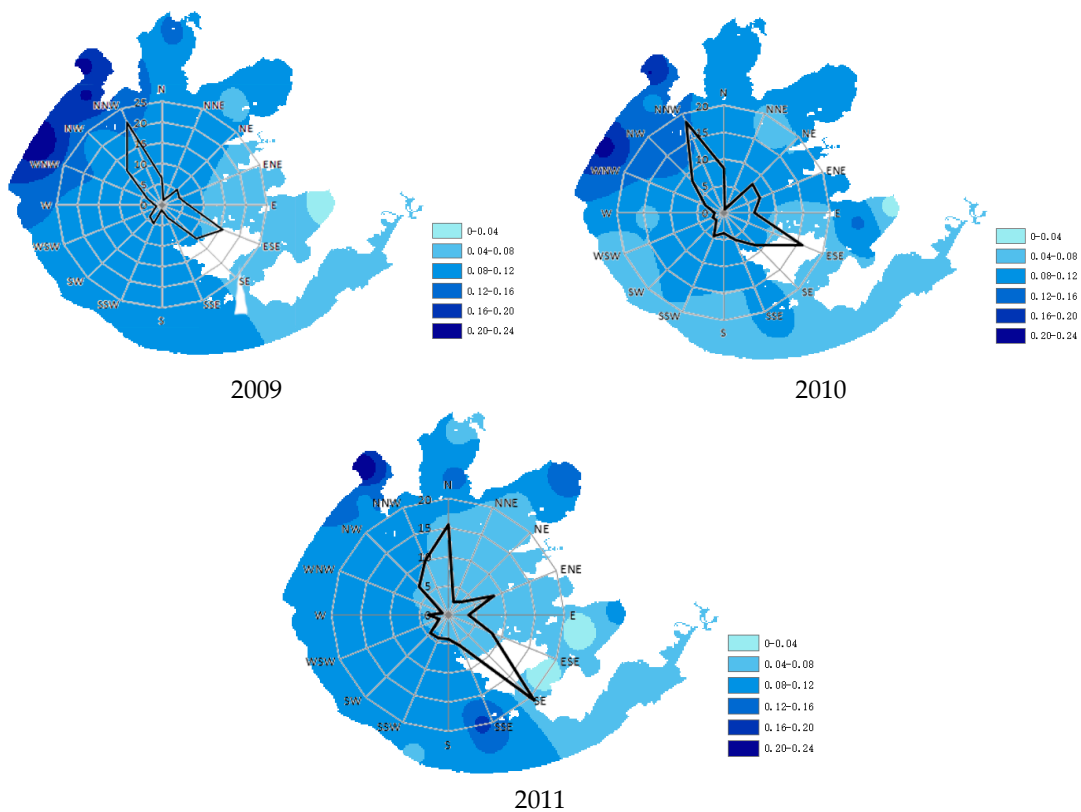 N
NNW
NNE
NW
NE
WNW
ENE
W
E
WSW
ESE
SW
SE
SSW
SSE
S
25
20
15
10
5
0
0-0.04
0.04-0.08
0.08-0.12
0.12-0.16
0.16-0.20
0.20-0.24
2009
N
NNW
NNE
NW
NE
WNW
ENE
W
E
WSW
ESE
SW
SE
SSW
SSE
S
20
15
10
5
0
0-0.04
0.04-0.08
0.08-0.12
0.12-0.16
0.16-0.20
0.20-0.24
2010
N
NNW
NNE
NW
NE
WNW
ENE
W
E
WSW
ESE
SW
SE
SSW
SSE
S
20
15
10
5
0
0-0.04
0.04-0.08
0.08-0.12
0.12-0.16
0.16-0.20
0.20-0.24
2011